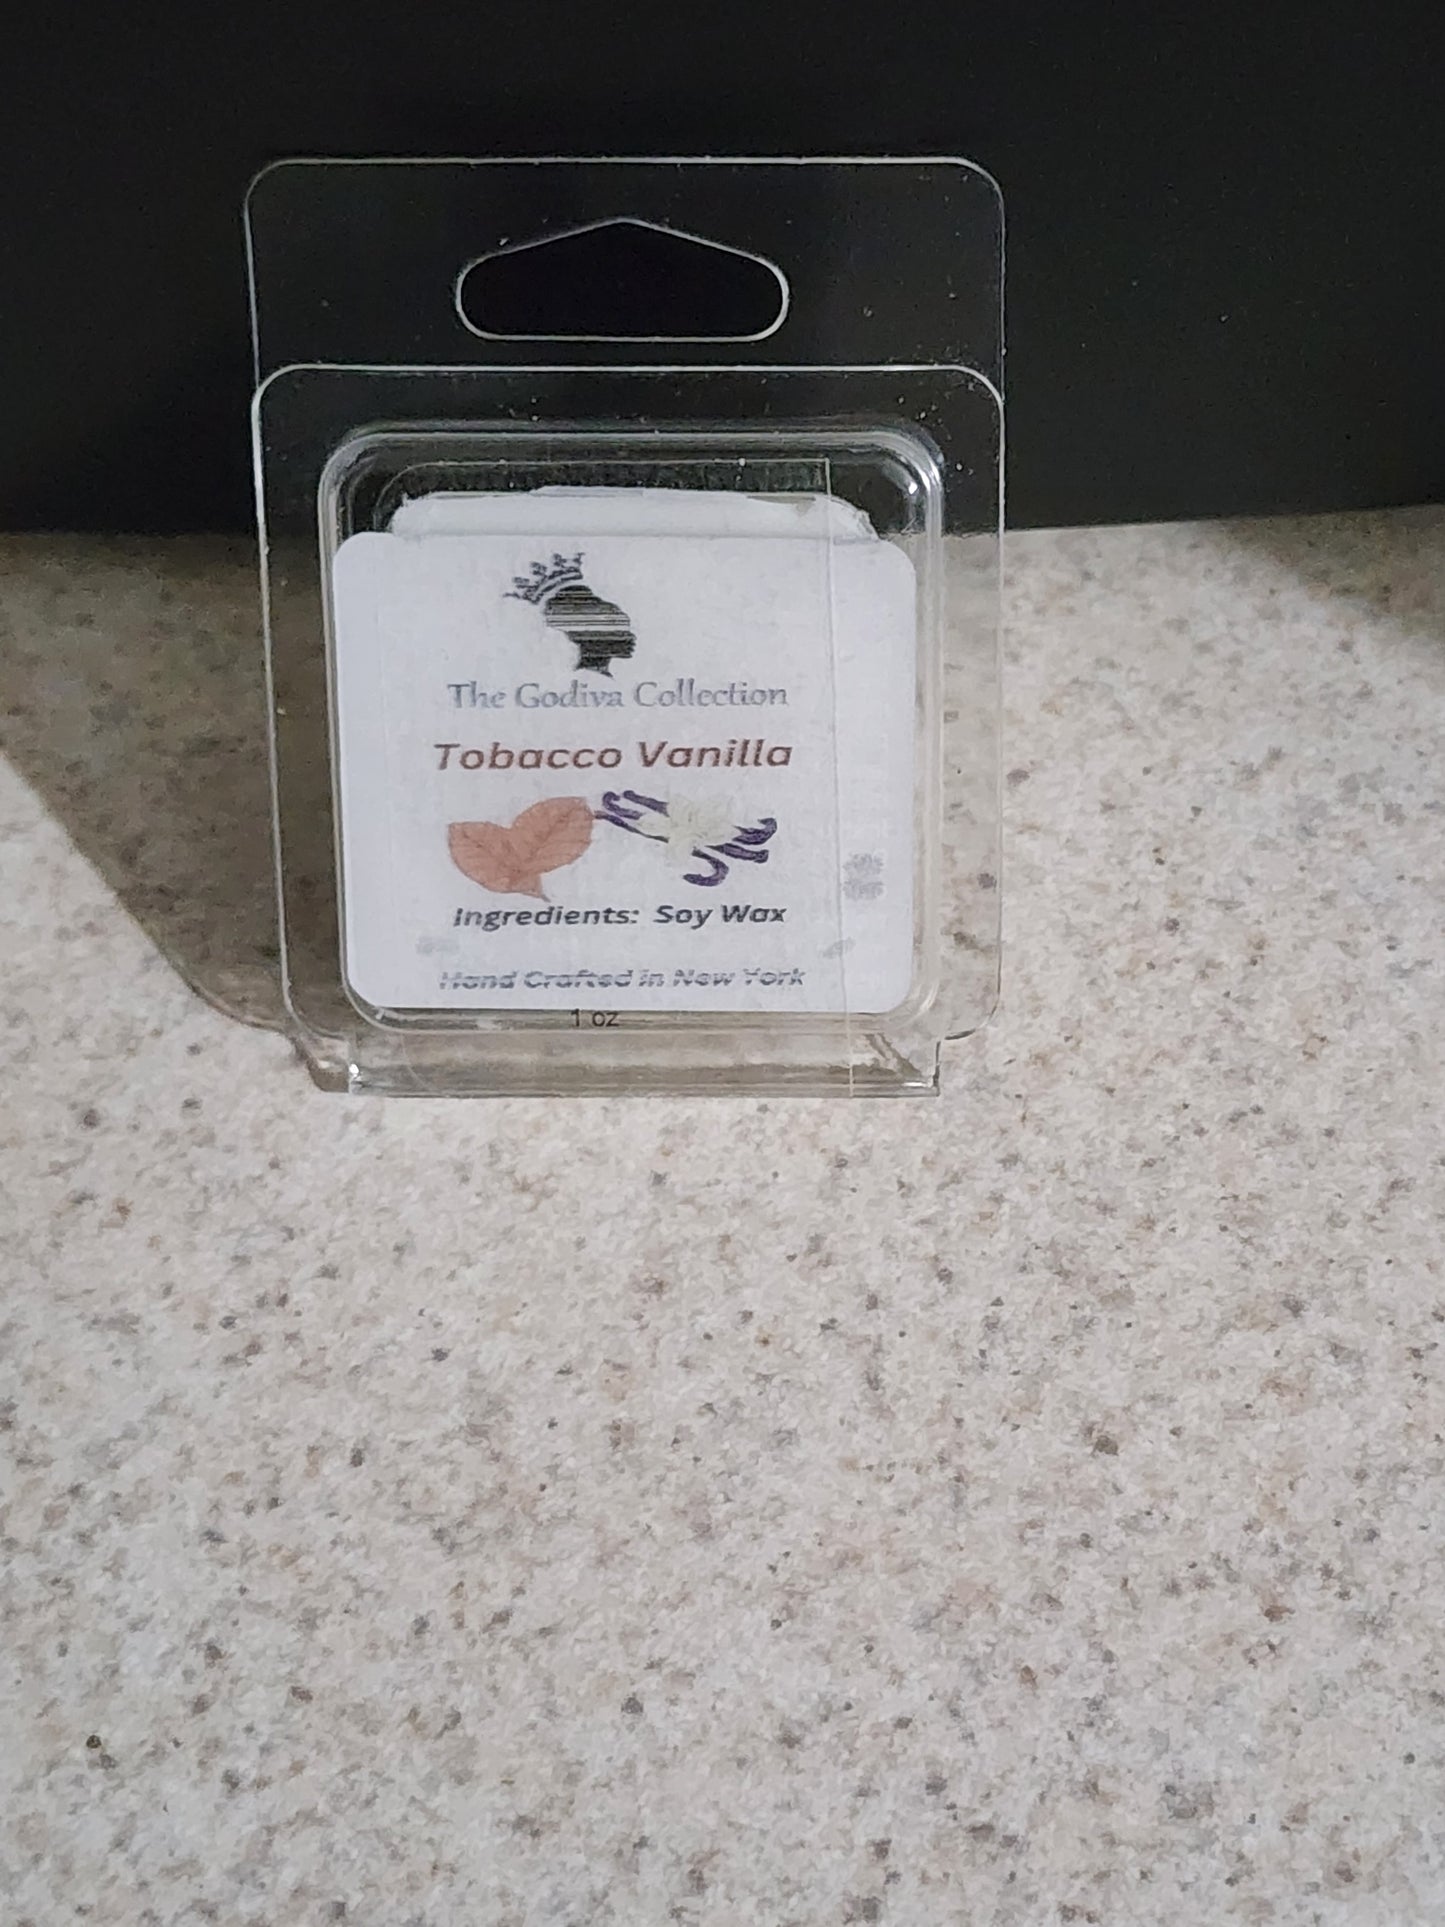 The Godiva Collection
Tobacco Vanilla
Ingredients: Soy Wax
Hand Crafted in New York
1 oz